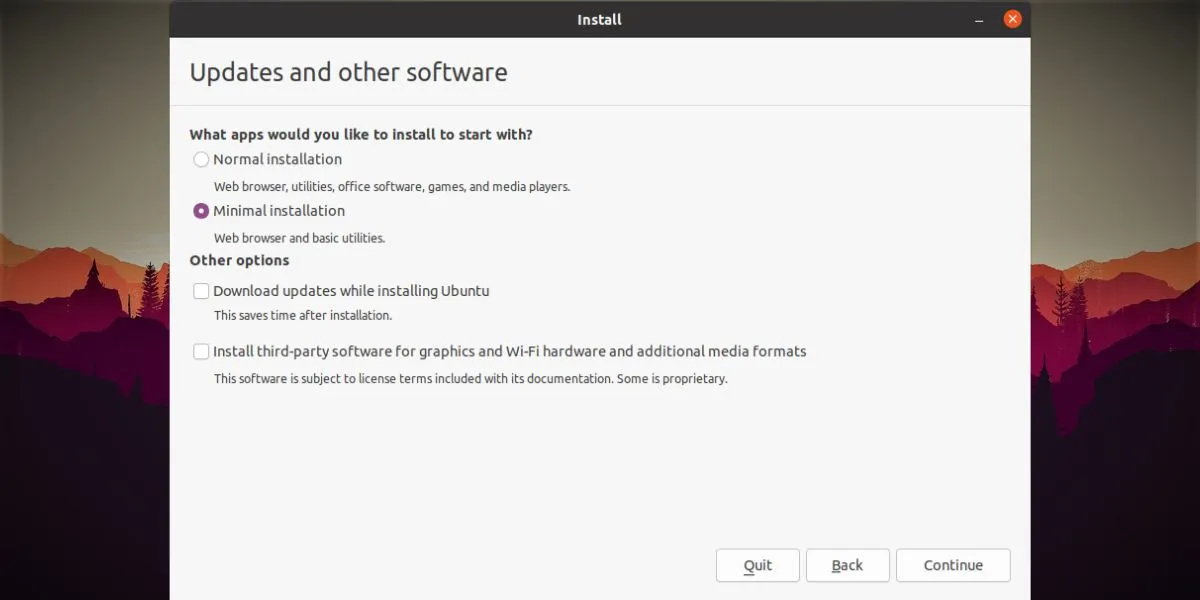 Install
Updates and other software
What apps would you like to install to start with?
Normal installation
Web browser, utilities, office software, games, and media players.
Minimal installation
Web browser and basic utilities.
Other options
Download updates while installing Ubuntu
This saves time after installation.
Install third-party software for graphics and Wi-Fi hardware and additional media formats
This software is subject to license terms included with its documentation. Some is proprietary.
Quit Back Continue